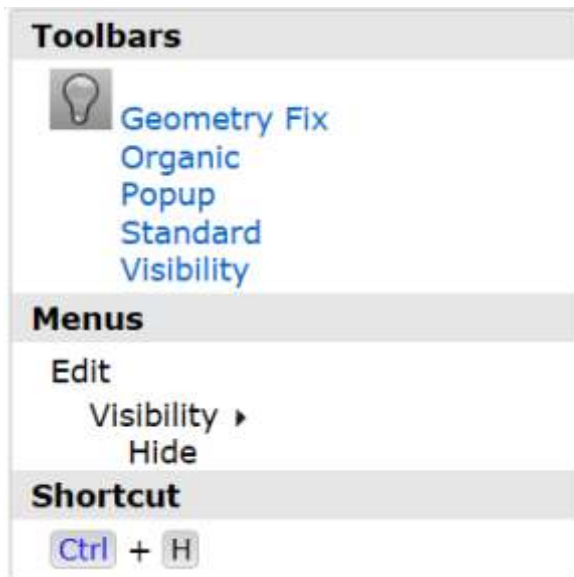 Toolbars
Geometry Fix
Organic
Popup
Standard
Visibility
Menus
Edit
Visibility ▸
Hide
Shortcut
Ctrl + H